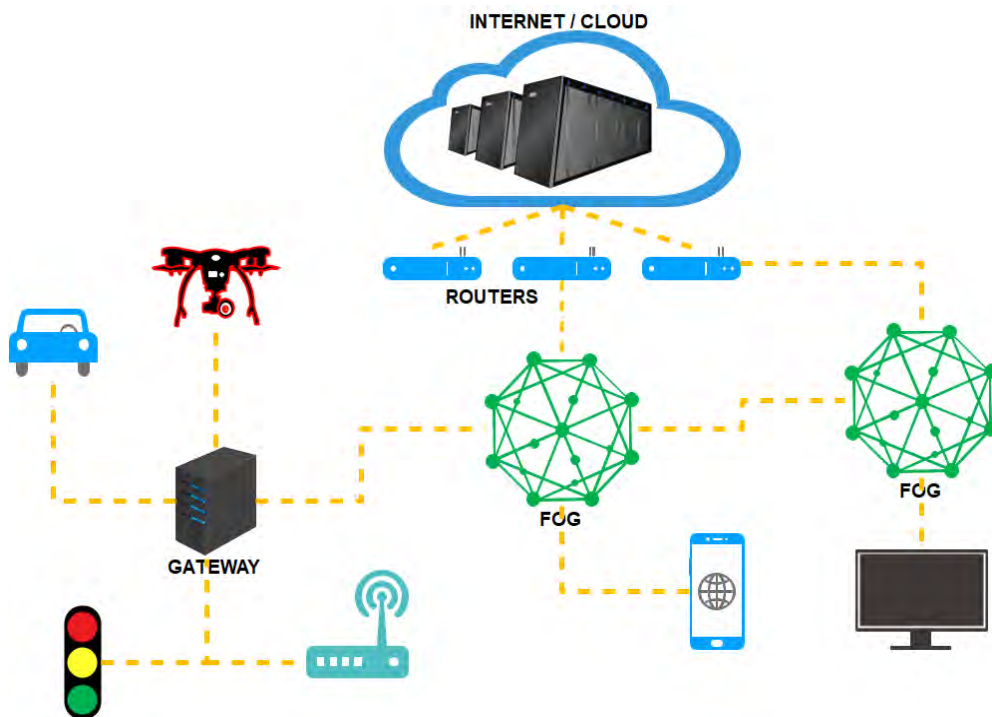 INTERNET / CLOUD
ROUTERS
FOG
FOG
GATEWAY